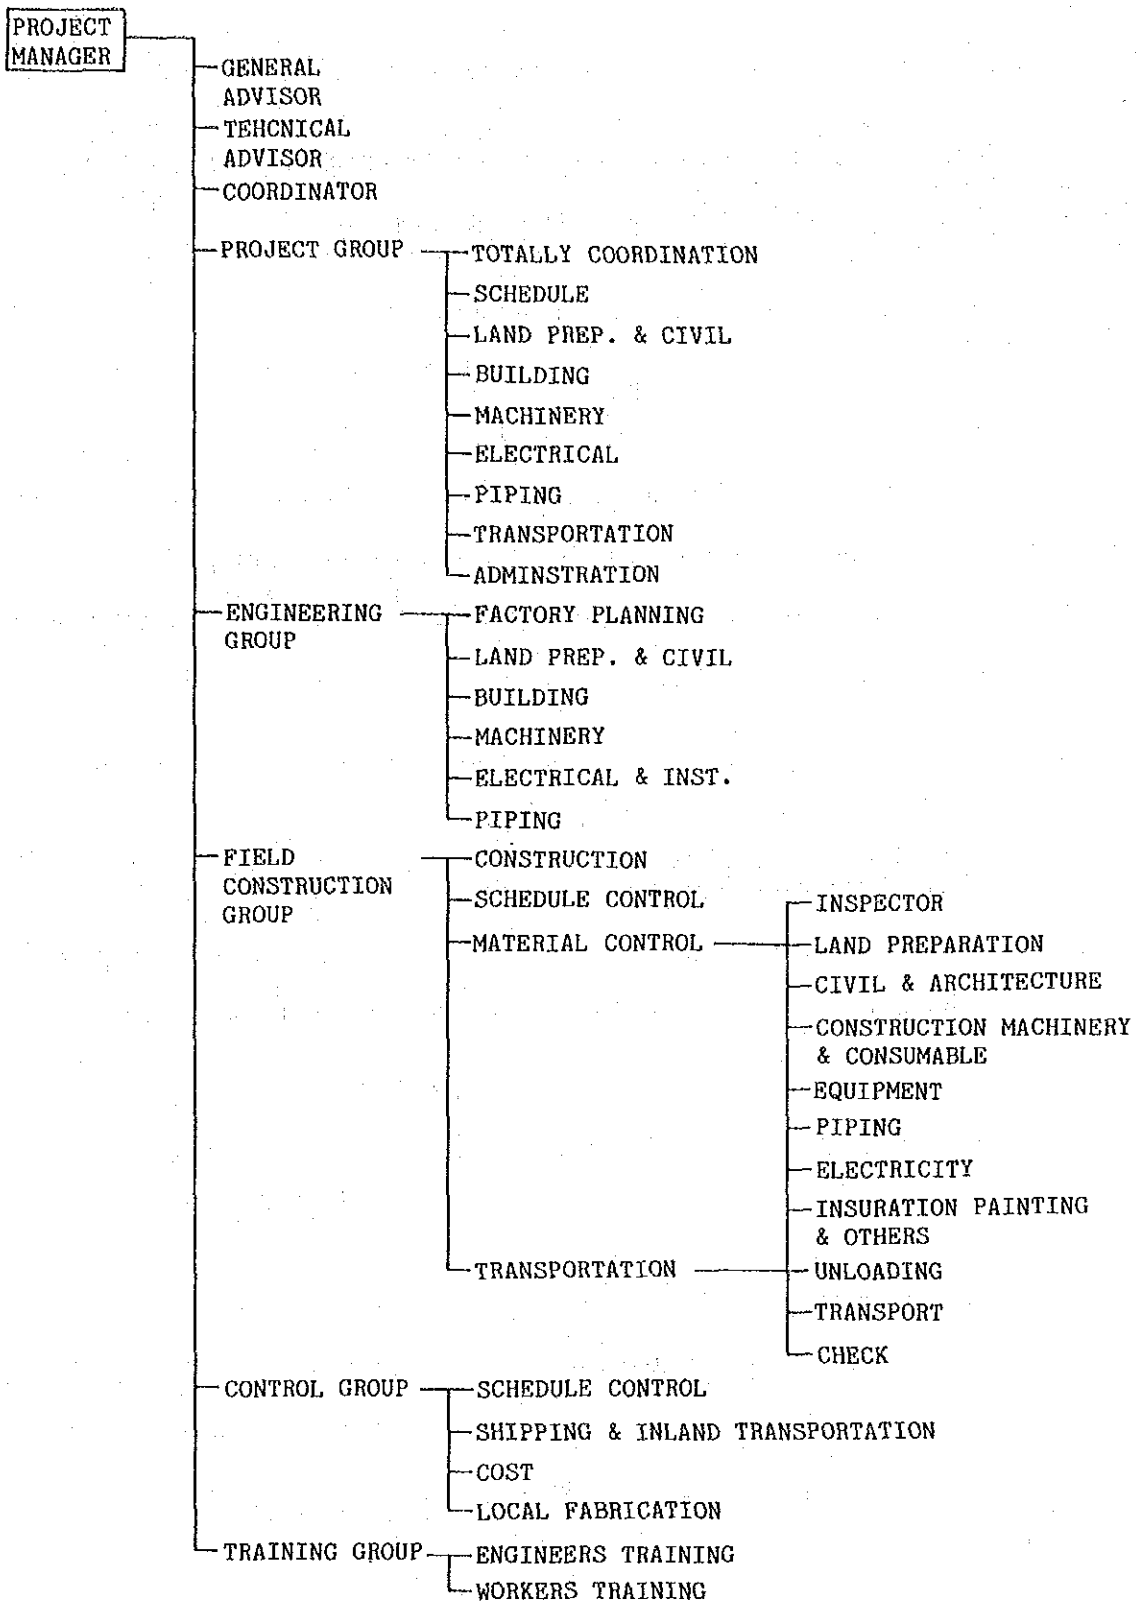 PROJECT
MANAGER
GENERAL
ADVISOR
TEHCNICAL
ADVISOR
COORDINATOR
PROJECT GROUP
TOTALLY COORDINATION
SCHEDULE
LAND PREP. & CIVIL
BUILDING
MACHINERY
ELECTRICAL
PIPING
TRANSPORTATION
ADMINSTRATION
ENGINEERING
GROUP
FACTORY PLANNING
LAND PREP. & CIVIL
BUILDING
MACHINERY
ELECTRICAL & INST.
PIPING
FIELD
CONSTRUCTION
GROUP
CONSTRUCTION
SCHEDULE CONTROL
MATERIAL CONTROL
INSPECTOR
LAND PREPARATION
CIVIL & ARCHITECTURE
CONSTRUCTION MACHINERY
& CONSUMABLE
EQUIPMENT
PIPING
ELECTRICITY
INSURATION PAINTING
& OTHERS
TRANSPORTATION
UNLOADING
TRANSPORT
CHECK
CONTROL GROUP
SCHEDULE CONTROL
SHIPPING & INLAND TRANSPORTATION
COST
LOCAL FABRICATION
TRAINING GROUP
ENGINEERS TRAINING
WORKERS TRAINING